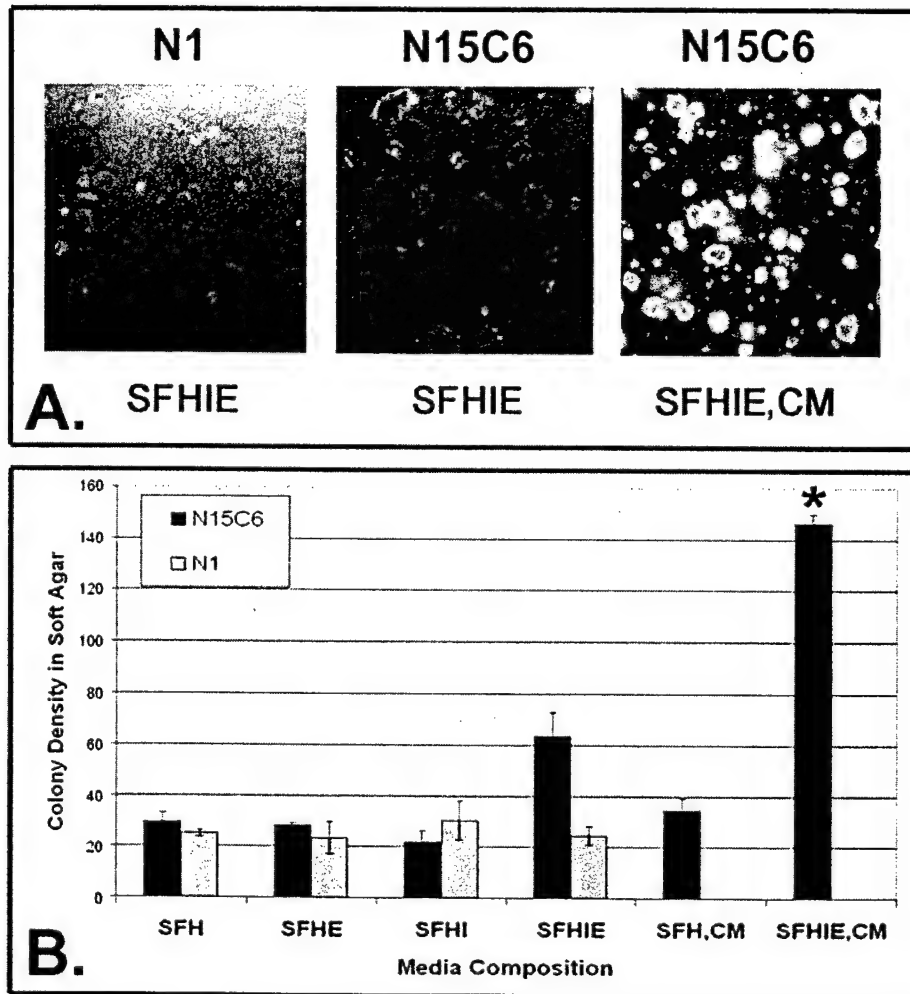 N1 N15C6 N15C6
SFHIE SFHIE SFHIE,CM
A.
160
140
120
100
80
60
40
20
0
Colony Density in Soft Agar
N15C6
N1
*
SFH SFHE SFHI SFHIE SFH,CM SFHIE,CM
Media Composition
B.